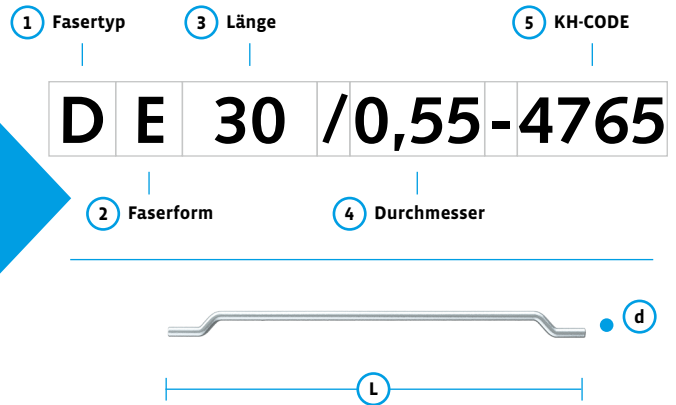 1 Fasertyp 3 Länge 5 KH-CODE
D E 30 /0,55-4765
2 Faserform 4 Durchmesser
d
L